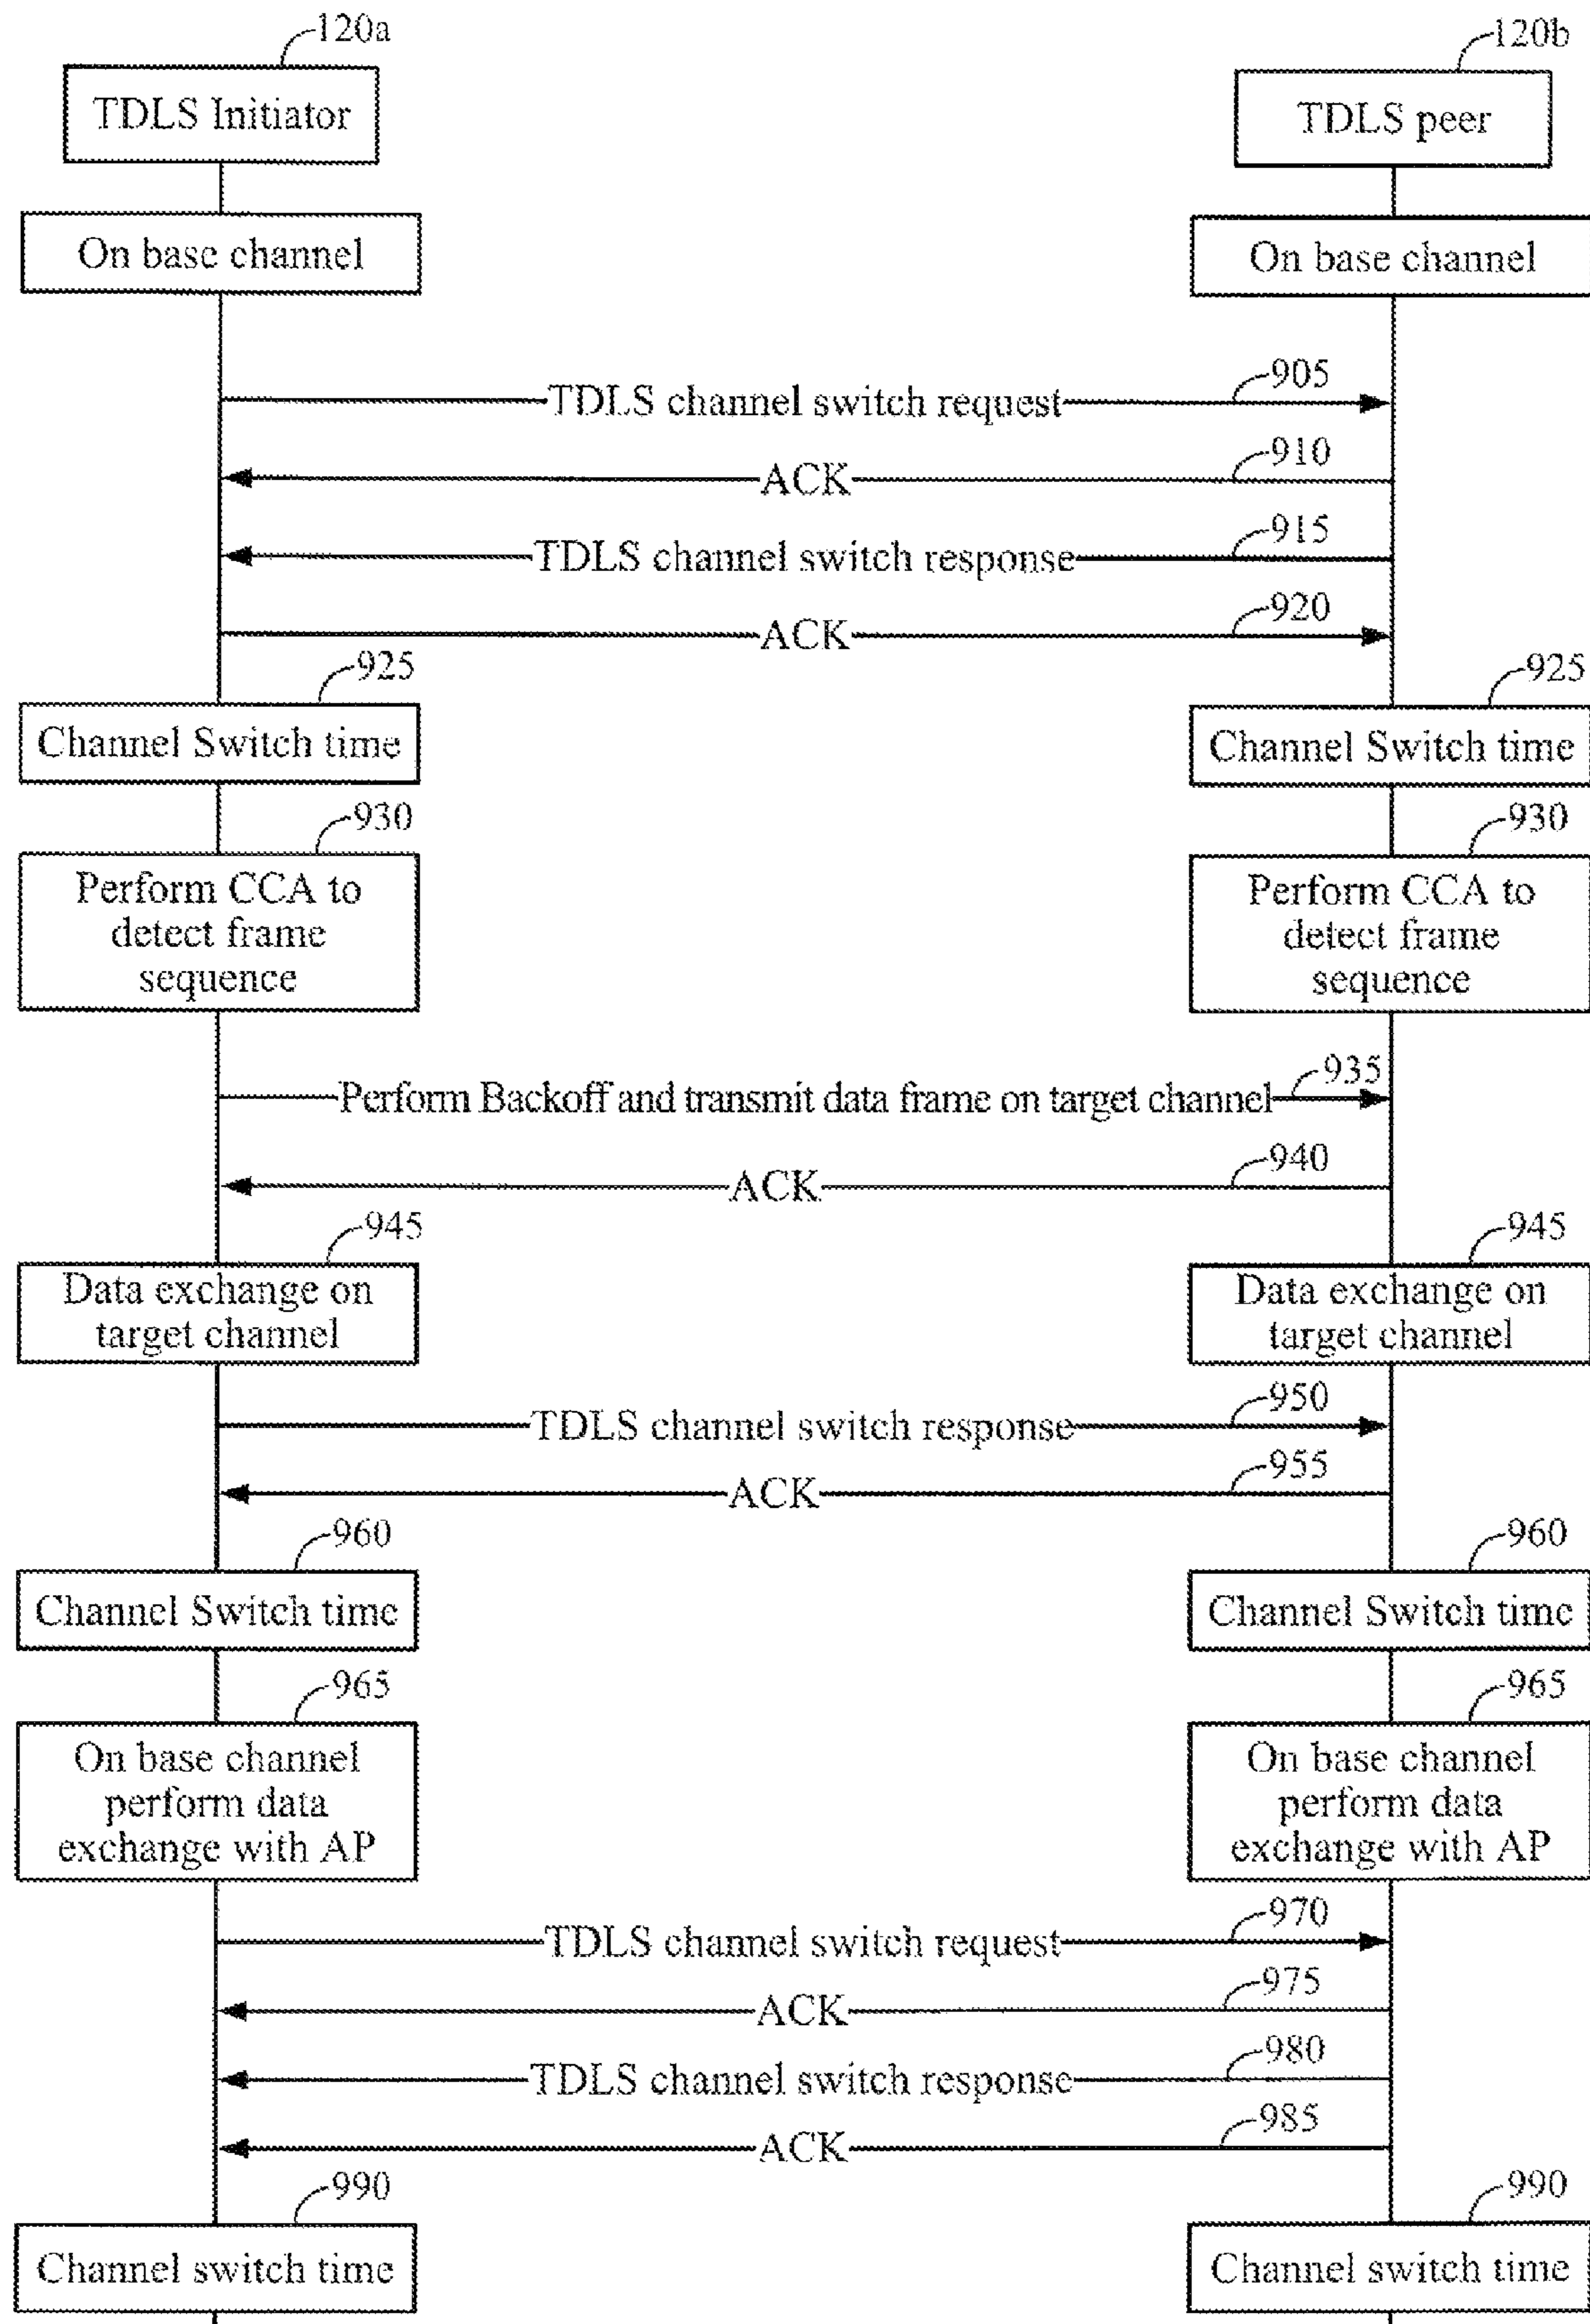 120a
120b
TDLS Initiator
TDLS peer
On base channel
On base channel
905
TDLS channel switch request
910
ACK
915
TDLS channel switch response
920
ACK
925
925
Channel Switch time
Channel Switch time
930
930
Perform CCA to
detect frame
sequence
Perform CCA to
detect frame
sequence
935
Perform Backoff and transmit data frame on target channel
940
ACK
945
945
Data exchange on
target channel
Data exchange on
target channel
950
TDLS channel switch response
955
ACK
960
960
Channel Switch time
Channel Switch time
965
965
On base channel
perform data
exchange with AP
On base channel
perform data
exchange with AP
970
TDLS channel switch request
975
ACK
980
TDLS channel switch response
985
ACK
990
990
Channel switch time
Channel switch time